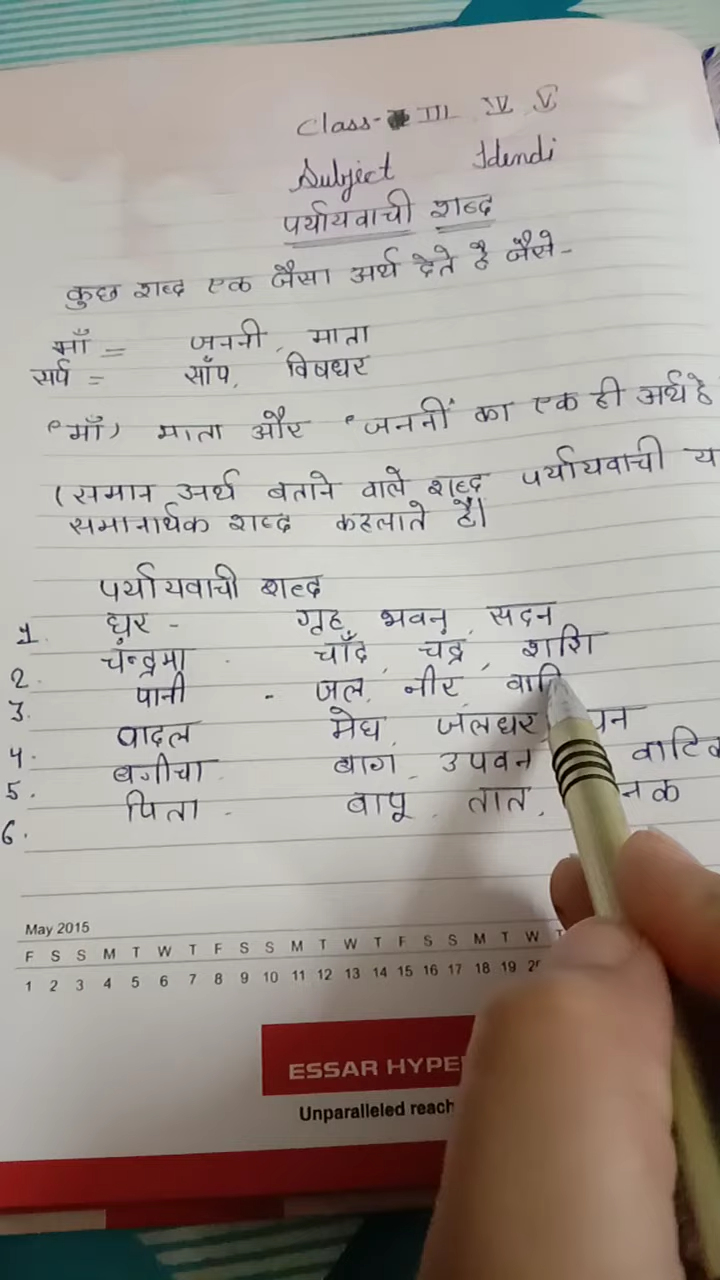 Class- III IV V
Subject Hindi
पर्यायवाची शब्द
कुछ शब्द एक जैसा अर्थ देते है जैसे-
माँ = जननी, माता
सर्प = साँप, विषधर
"माँ) माता और "जननीं" का एक ही अर्थ है
(समान अर्थ बताने वाले शब्द पर्यायवाची य
समानार्थक शब्द कहलाते है।
पर्यायवाची शब्द
1. घर - गृह, भवन, सदन
2. चन्द्रमा - चाँद, चंद्र, शशि
3. पानी - जल, नीर
4. बादल मेघ, जलधर,
5. बगीचा बाग, उपवन
6. पिता - बापू, तात,
May 2015
F S S M T W T F S S M T W T F S S M T W
1 2 3 4 5 6 7 8 9 10 11 12 13 14 15 16 17 18 19
ESSAR
Unparalleled reach